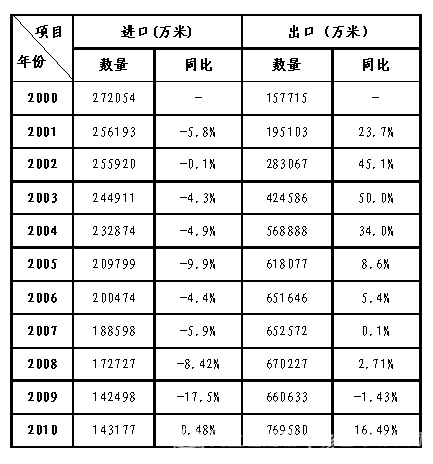 项目 进口(万米) 出口（万米）
年份 数量 同比 数量 同比
2000 272054 - 157715 -
2001 256193 -5.8% 195103 23.7%
2002 255920 -0.1% 283067 45.1%
2003 244911 -4.3% 424586 50.0%
2004 232874 -4.9% 568888 34.0%
2005 209799 -9.9% 618077 8.6%
2006 200474 -4.4% 651646 5.4%
2007 188598 -5.9% 652572 0.1%
2008 172727 -8.42% 670227 2.71%
2009 142498 -17.5% 660633 -1.43%
2010 143177 0.48% 769580 16.49%